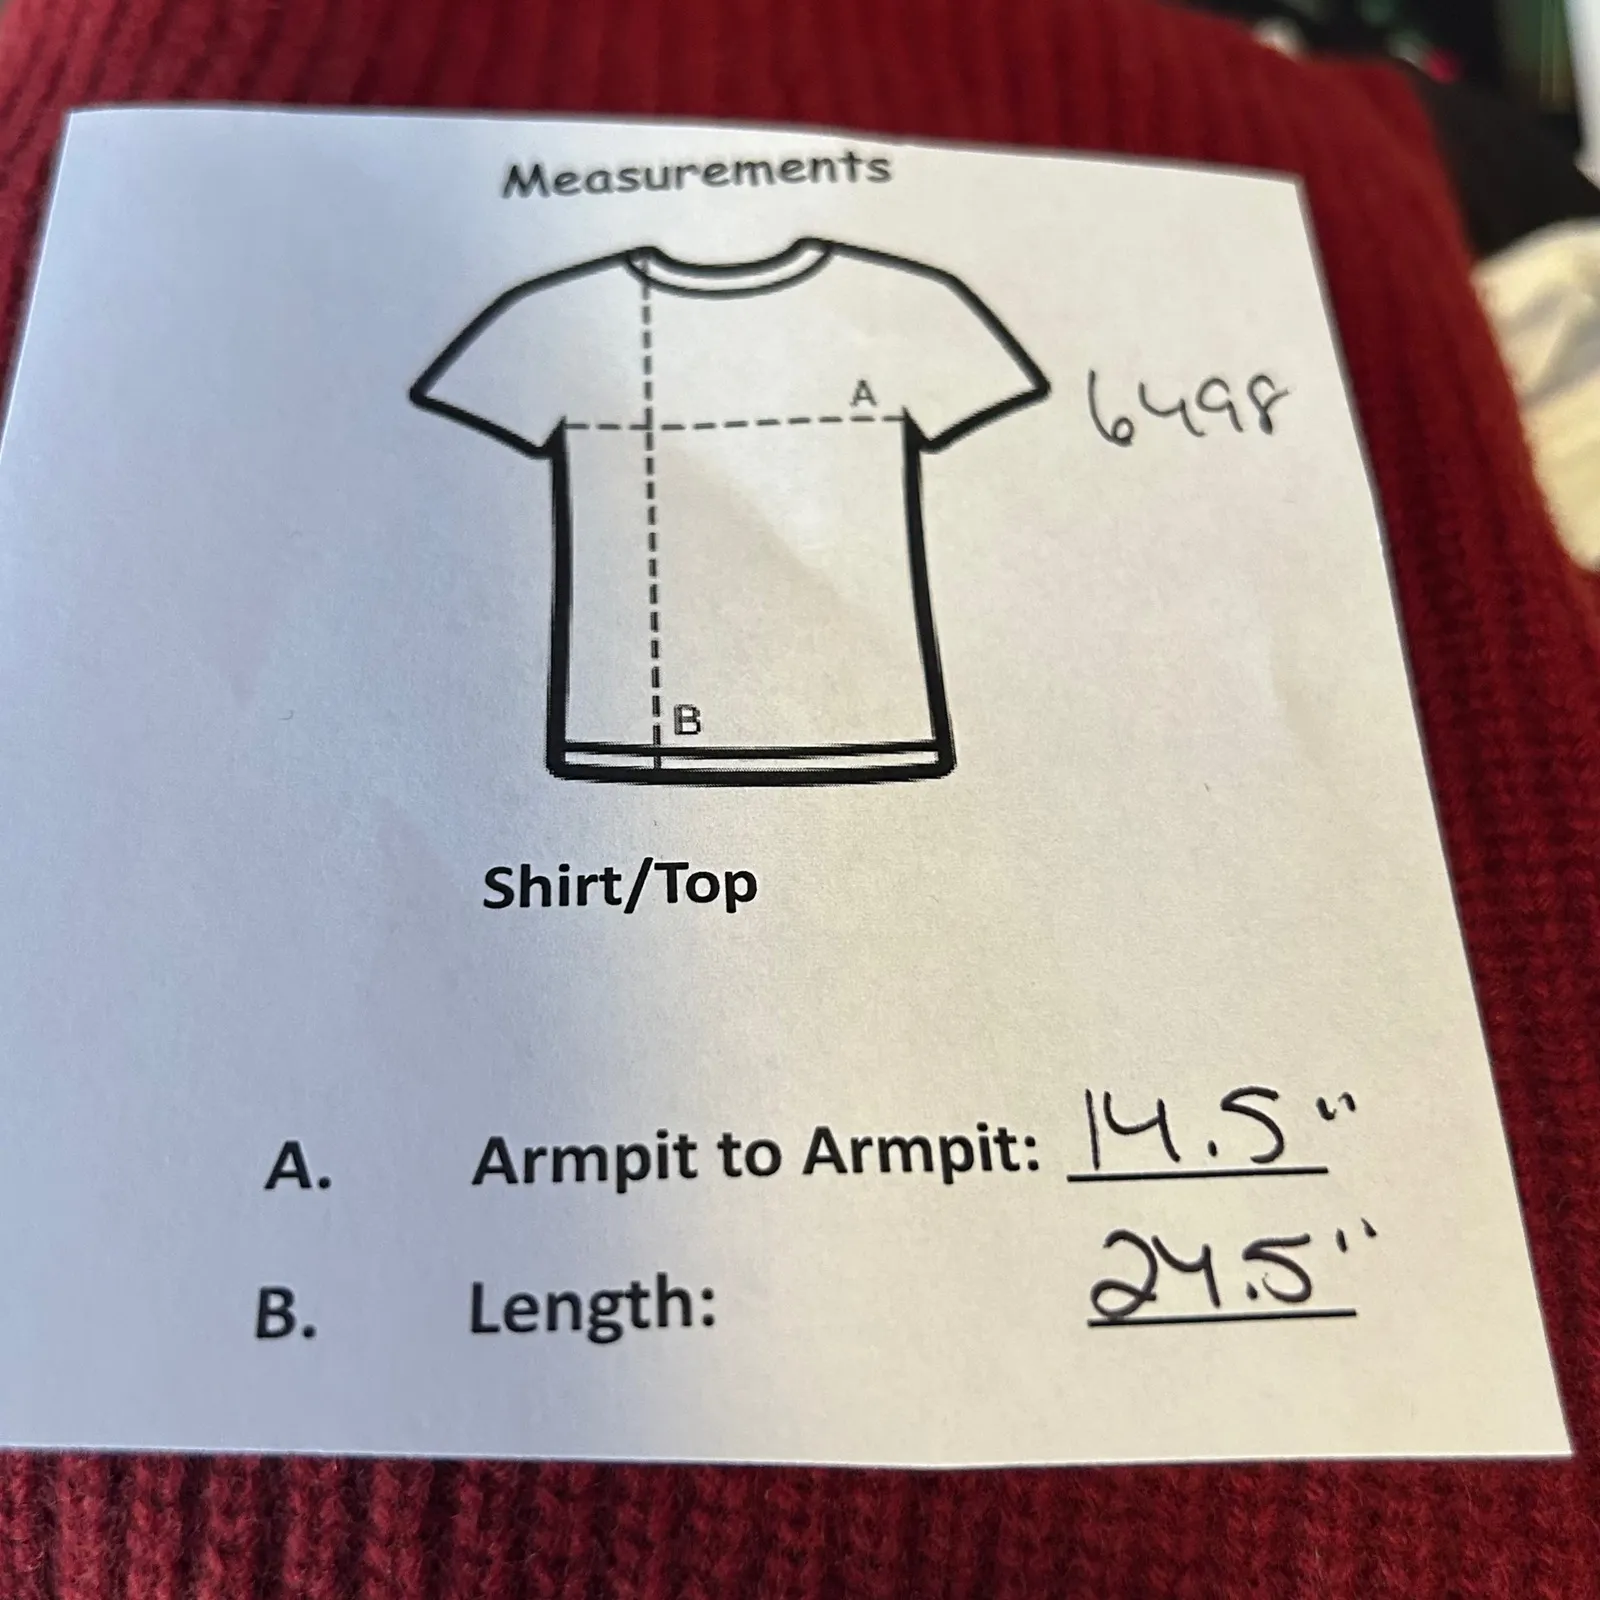 Measurements
A
6498
B
Shirt/Top
A. Armpit to Armpit: 14.5"
B. Length: 24.5"